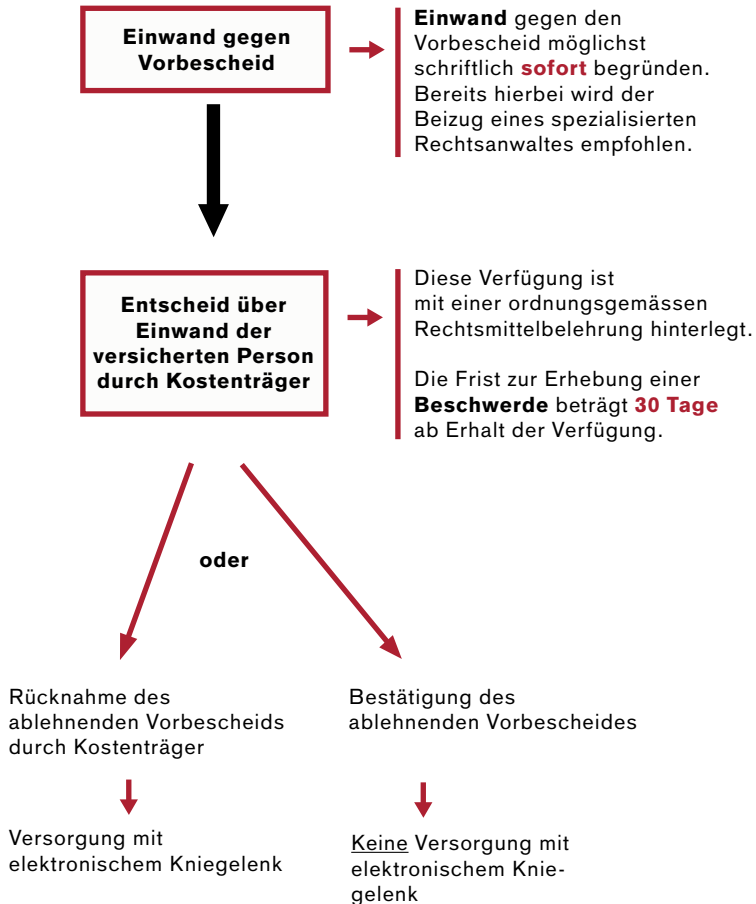 Einwand gegen
Vorbescheid
Einwand gegen den
Vorbescheid möglichst
schriftlich sofort begründen.
Bereits hierbei wird der
Beizug eines spezialisierten
Rechtsanwaltes empfohlen.
Entscheid über
Einwand der
versicherten Person
durch Kostenträger
Diese Verfügung ist
mit einer ordnungsgemässen
Rechtsmittelbelehrung hinterlegt.
Die Frist zur Erhebung einer
Beschwerde beträgt 30 Tage
ab Erhalt der Verfügung.
oder
Rücknahme des
ablehnenden Vorbescheids
durch Kostenträger
Versorgung mit
elektronischem Kniegelenk
Bestätigung des
ablehnenden Vorbescheides
Keine Versorgung mit
elektronischem Knie-
gelenk